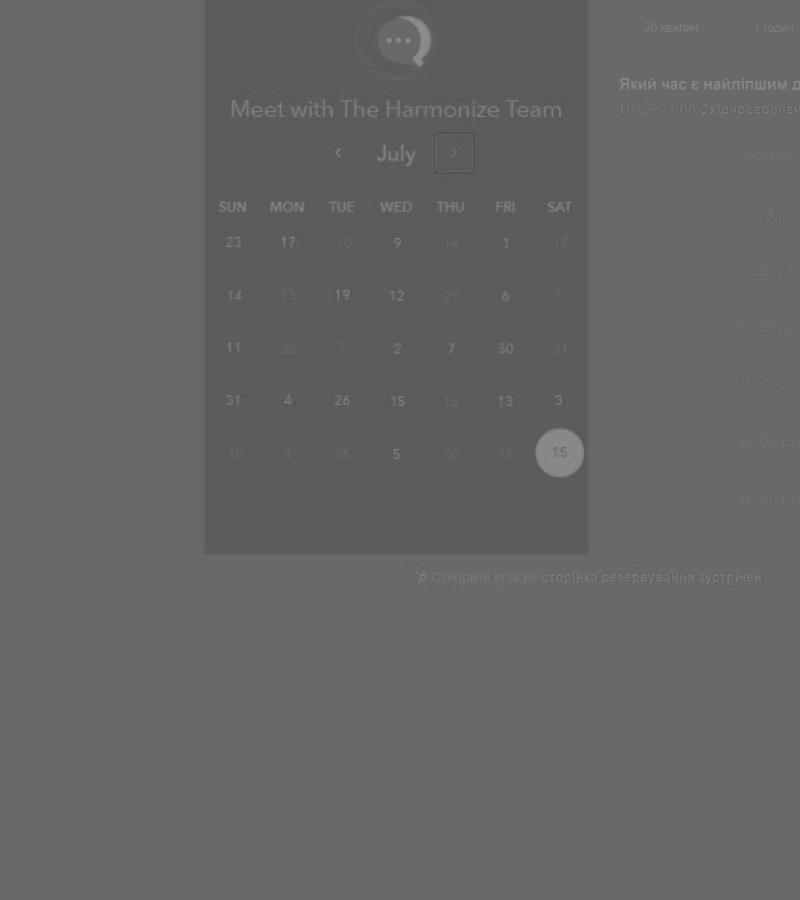 30 хвилин 1 годин
Meet with The Harmonize Team
Який час є найліпшим д
UTC +03:00 Східноєвропей
July
7:30 pm
SUN MON TUE WED THU FRI SAT
8:00 pm
23 17 10 9 14 1 17
8:30 pm
14 13 19 12 29 6 6
9:00 pm
11 22 7 2 7 30 31
31 4 26 15 18 13 3
10:00 pm
10 4 25 5 30 16 15
10:30 pm
Створити власну сторінка резервування зустрічей